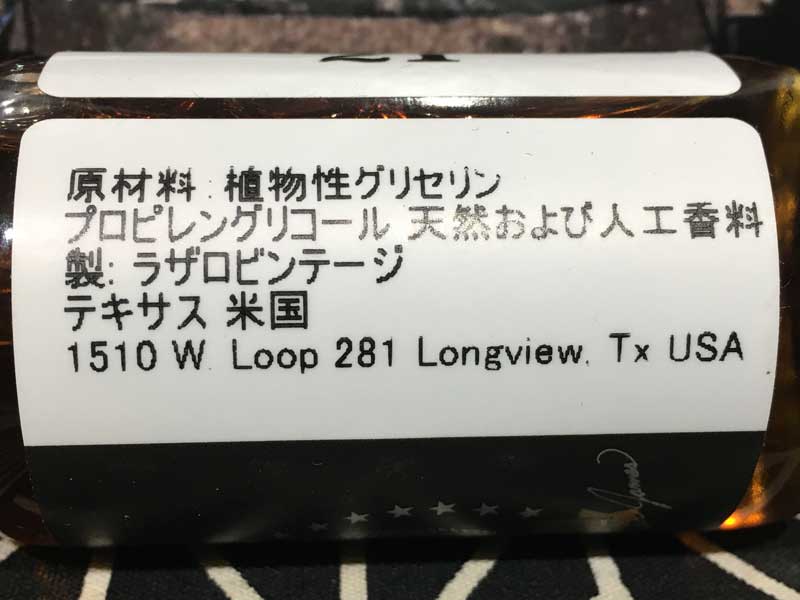 21
原材料:植物性グリセリン
プロピレングリコール 天然および人工香料
製: ラザロビンテージ
テキサス 米国
1510 W. Loop 281 Longview, Tx USA